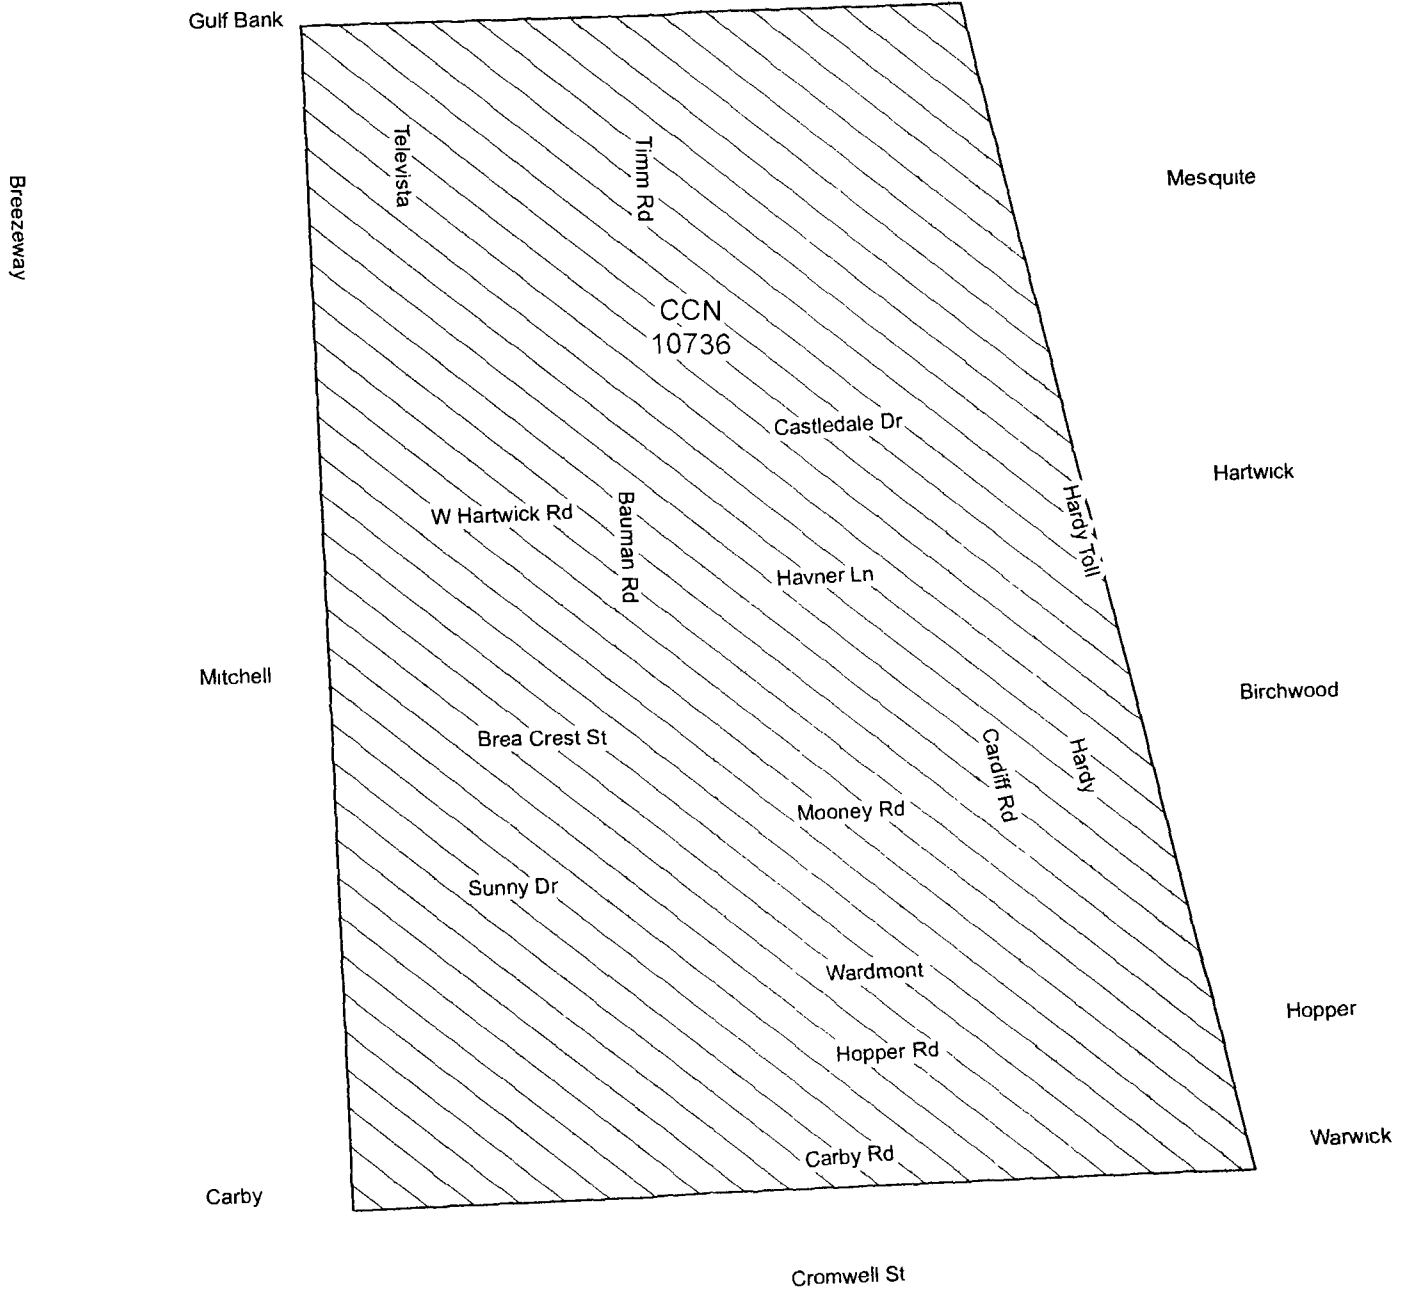 Gulf Bank
Televista
Timm Rd
Mesquite
Breezeway
CCN
10736
Castledale Dr
Hartwick
W Hartwick Rd
Bauman Rd
Hardy Toll
Havner Ln
Mitchell
Birchwood
Brea Crest St
Cardiff Rd
Hardy
Mooney Rd
Sunny Dr
Wardmont
Hopper
Hopper Rd
Warwick
Carby Rd
Carby
Cromwell St